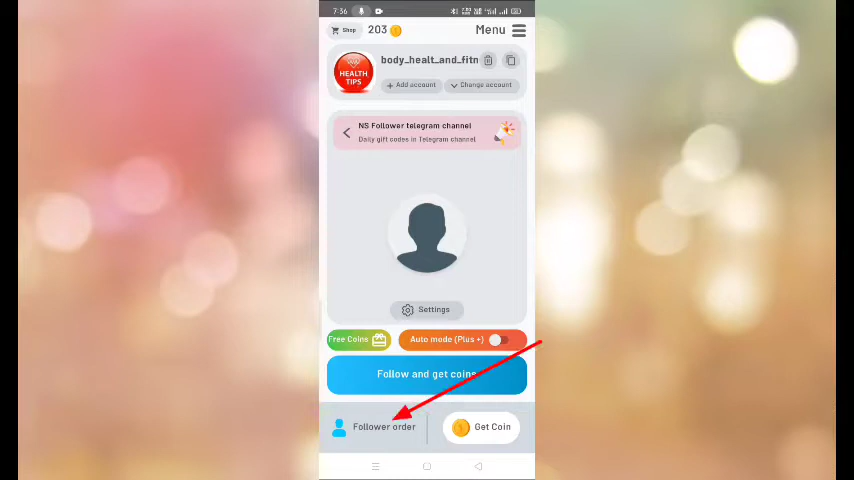 7:36
Shop
203
Menu
HEALTH
TIPS
body_healt_and_fitn
+ Add account
Change account
NS Follower telegram channel
Daily gift codes in Telegram channel
Settings
Free Coins
Auto mode (Plus +)
Follow and get coins
Follower order
Get Coin